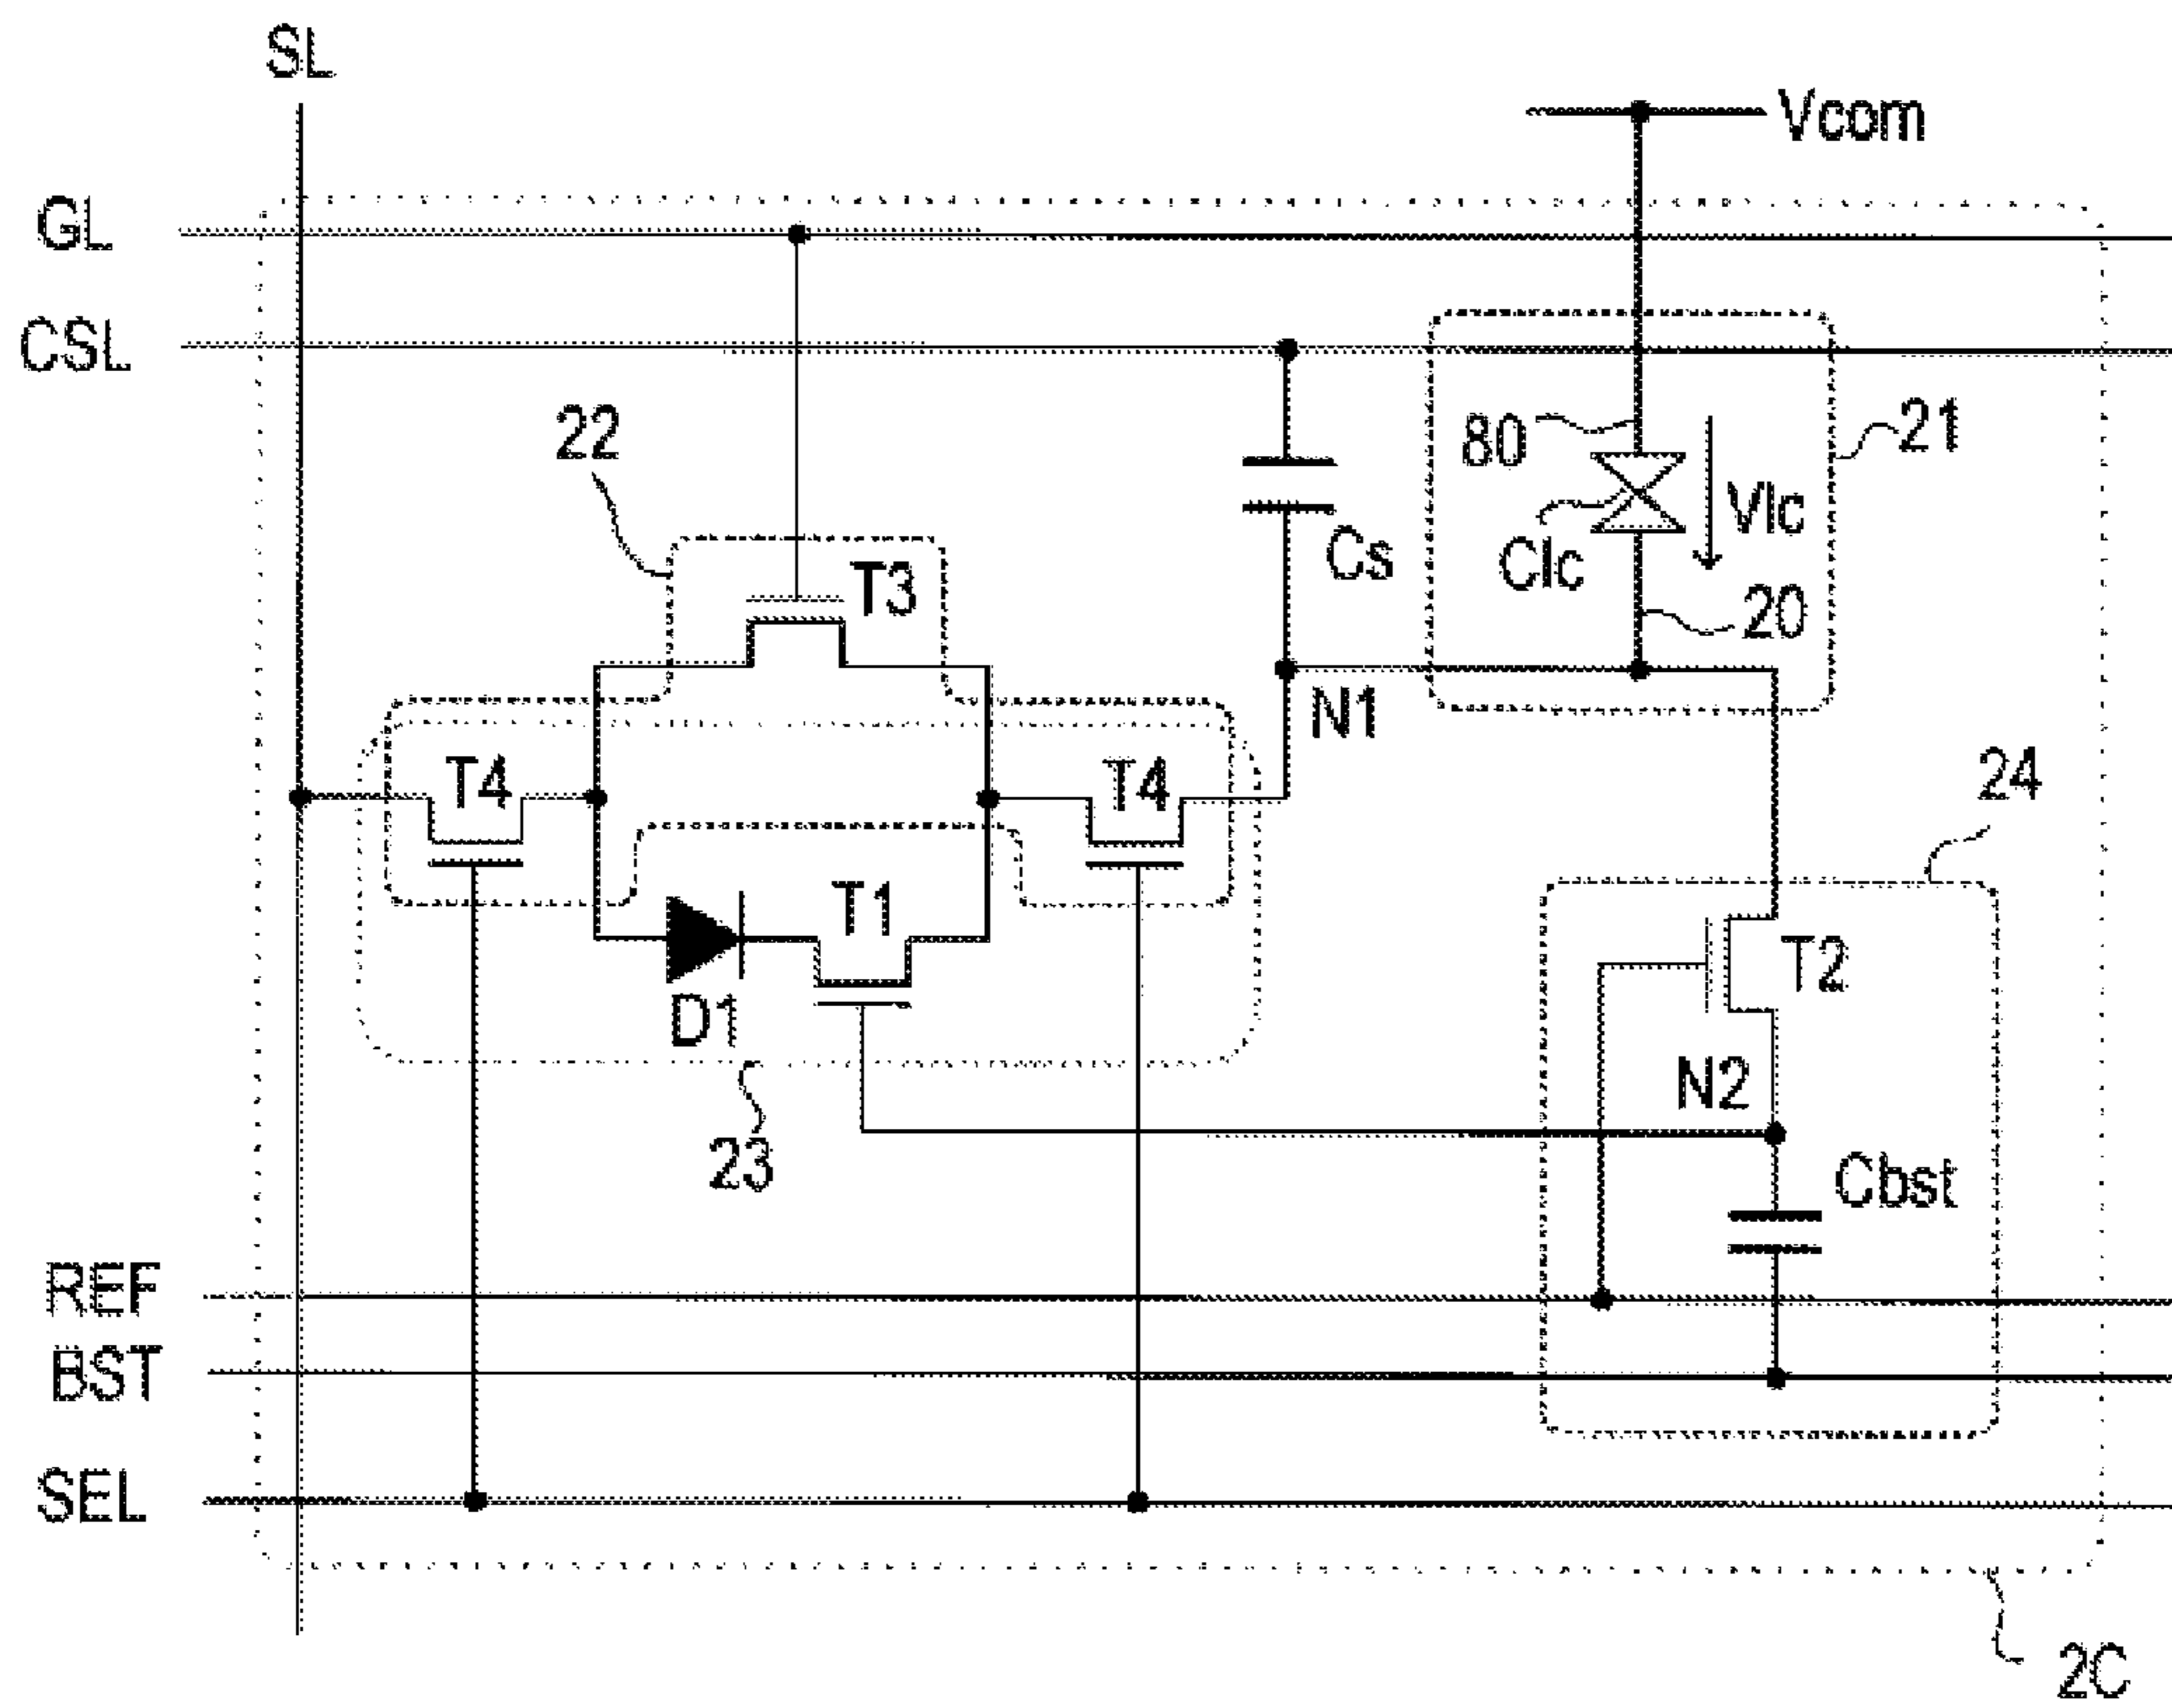 SL
Vcom
GL
CSL
22
80
21
Vlc
Clc
Cs
20
T3
N1
T4
T4
24
T1
T2
D1
N2
23
Cbst
REF
BST
SEL
2C